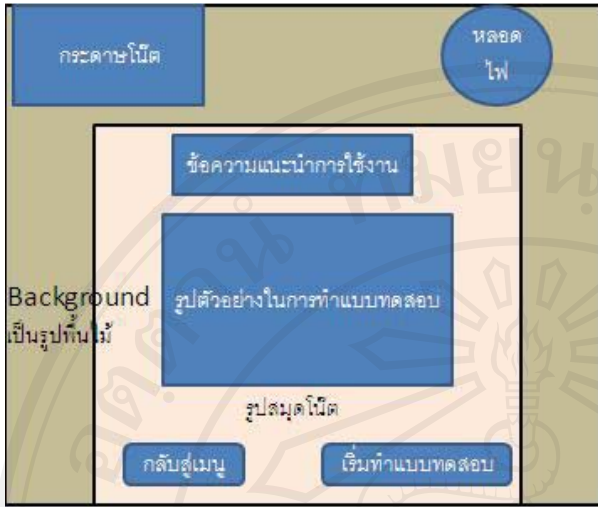 กระดาษโน๊ต
หลอด
ไฟ
ข้อความแนะนำการใช้งาน
Background
เป็นรูปพื้นไม้
รูปตัวอย่างในการทำแบบทดสอบ
รูปสมุดโน๊ต
กลับสู่เมนู
เริ่มทำแบบทดสอบ